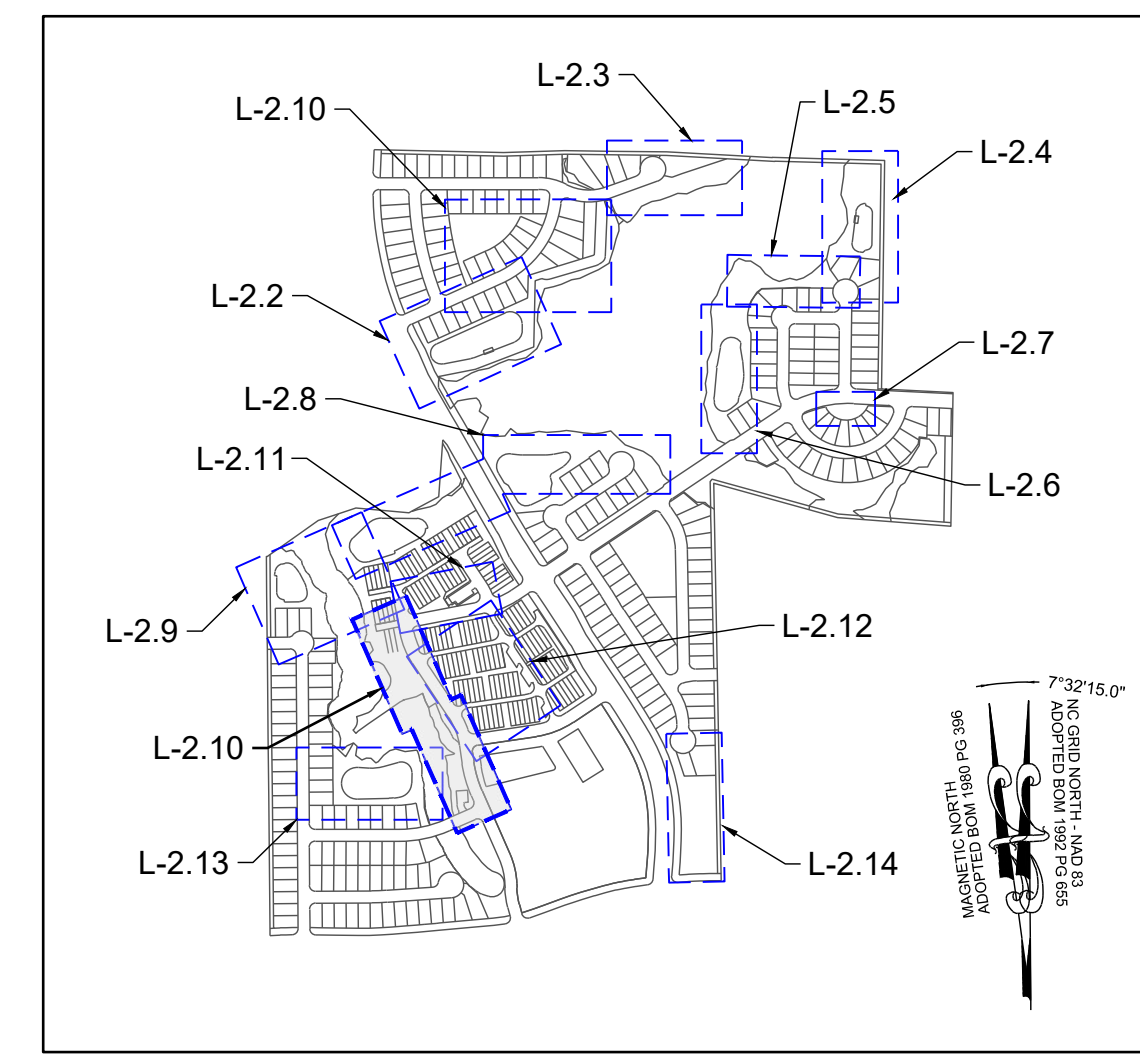 L-2.3
L-2.10
L-2.5
L-2.4
L-2.2
L-2.7
L-2.8
L-2.11
L-2.6
L-2.9
L-2.12
L-2.10
L-2.13
L-2.14
7°32'15.0"
MAGNETIC NORTH
ADOPTED BOM 1980 PG 396
NC GRID NORTH - NAD 83
ADOPTED BOM 1992 PG 655